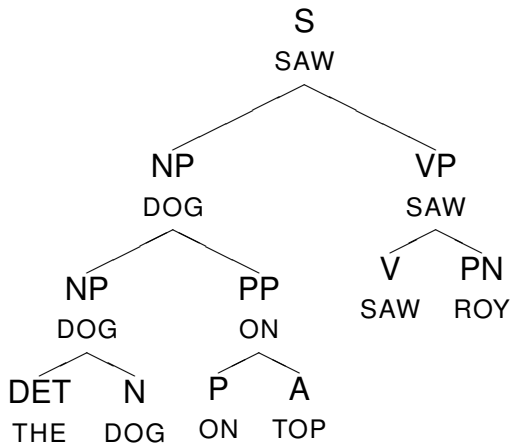 S
SAW
NP VP
DOG SAW
NP PP V PN
DOG ON SAW ROY
DET N P A
THE DOG ON TOP